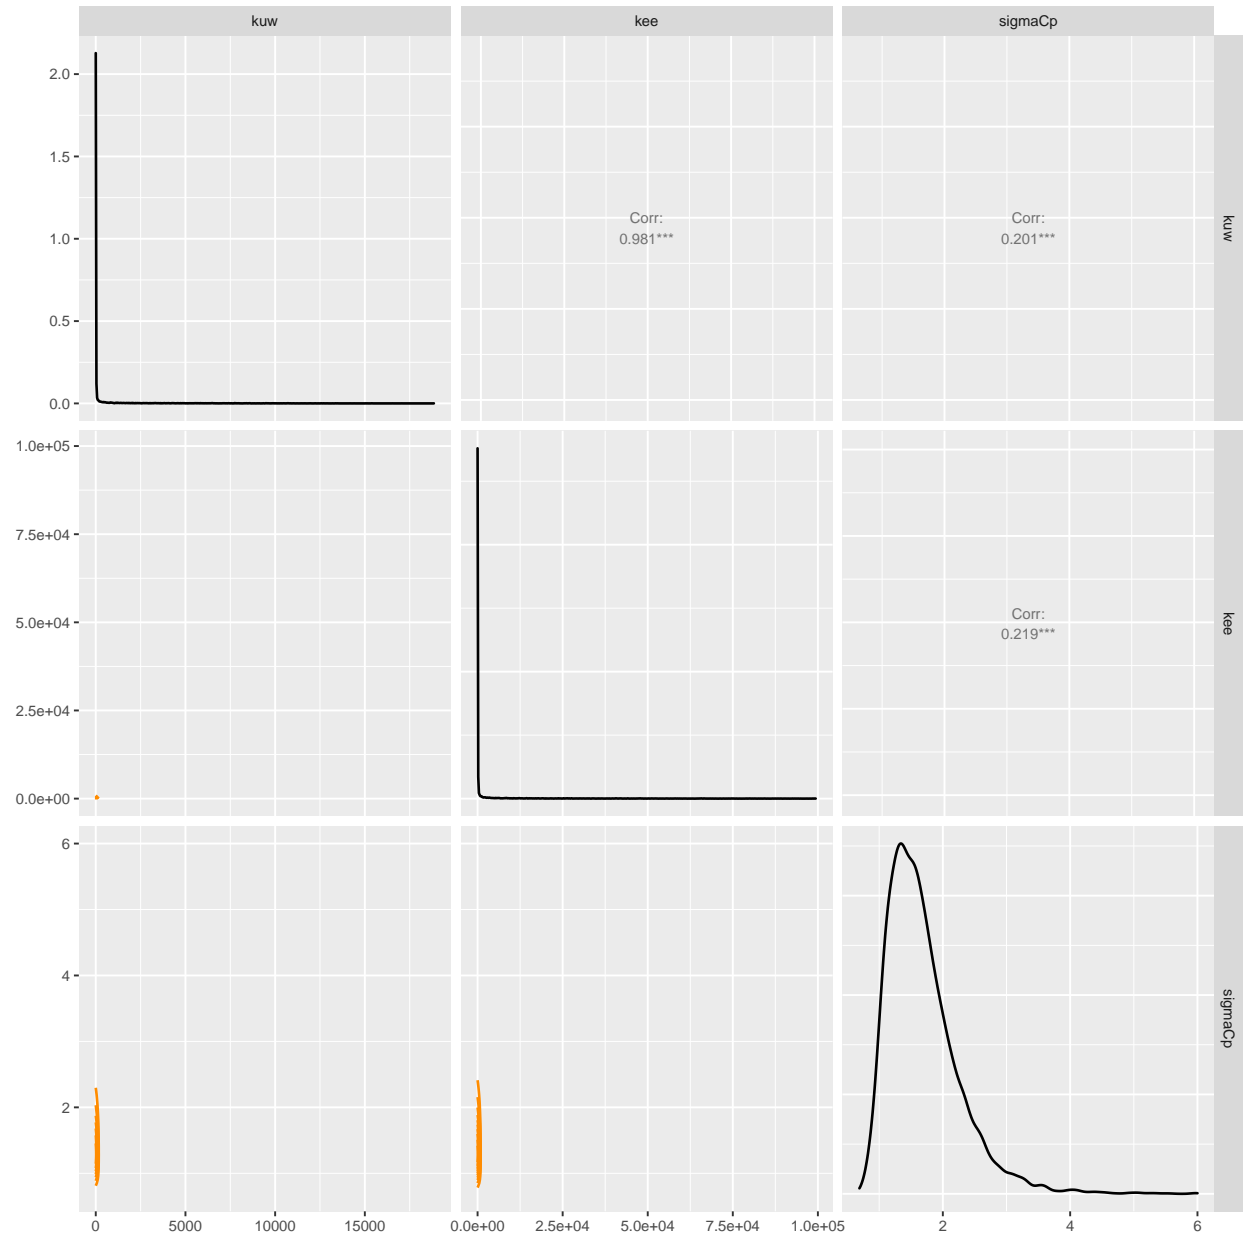 kuw kee sigmaCp
2.0
1.5
1.0
0.5
0.0
Corr:
0.981***
Corr:
0.201***
kuw
1.0e+05
7.5e+04
5.0e+04
2.5e+04
0.0e+00
Corr:
0.219***
kee
6
4
2
sigmaCp
0 5000 10000 15000 0.0e+00 2.5e+04 5.0e+04 7.5e+04 1.0e+05 2 4 6